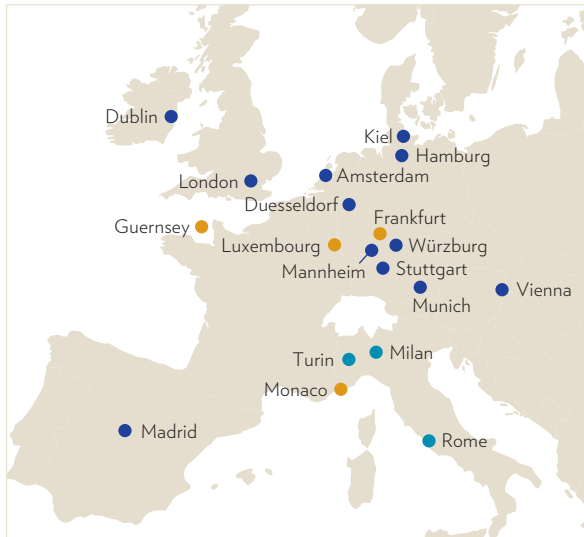 Dublin
Kiel
Hamburg
London
Amsterdam
Duesseldorf
Guernsey
Frankfurt
Luxembourg
Würzburg
Mannheim
Stuttgart
Munich
Vienna
Turin
Milan
Monaco
Madrid
Rome